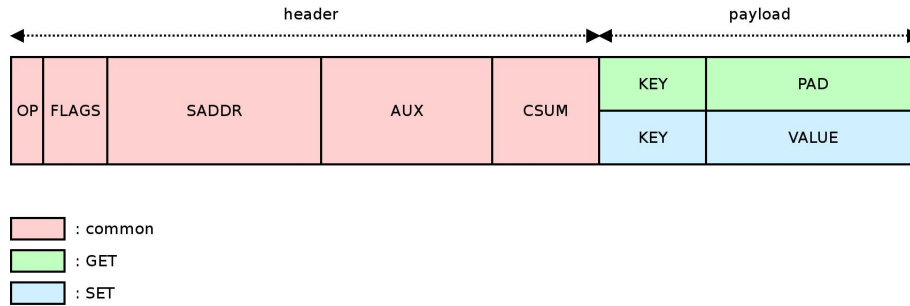 header payload
OP FLAGS SADDR AUX CSUM KEY PAD
KEY VALUE
: common
: GET
: SET